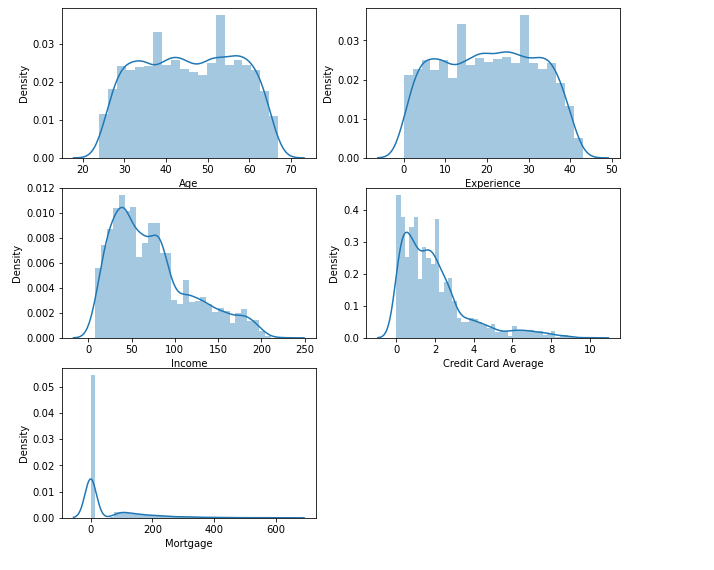 Density
0.03
0.02
0.01
0.00
20 30 40 50 60 70
Age
Density
0.03
0.02
0.01
0.00
0 10 20 30 40 50
Experience
Density
0.012
0.010
0.008
0.006
0.004
0.002
0.000
0 50 100 150 200 250
Income
Density
0.4
0.3
0.2
0.1
0.0
0 2 4 6 8 10
Credit Card Average
Density
0.05
0.04
0.03
0.02
0.01
0.00
0 200 400 600
Mortgage